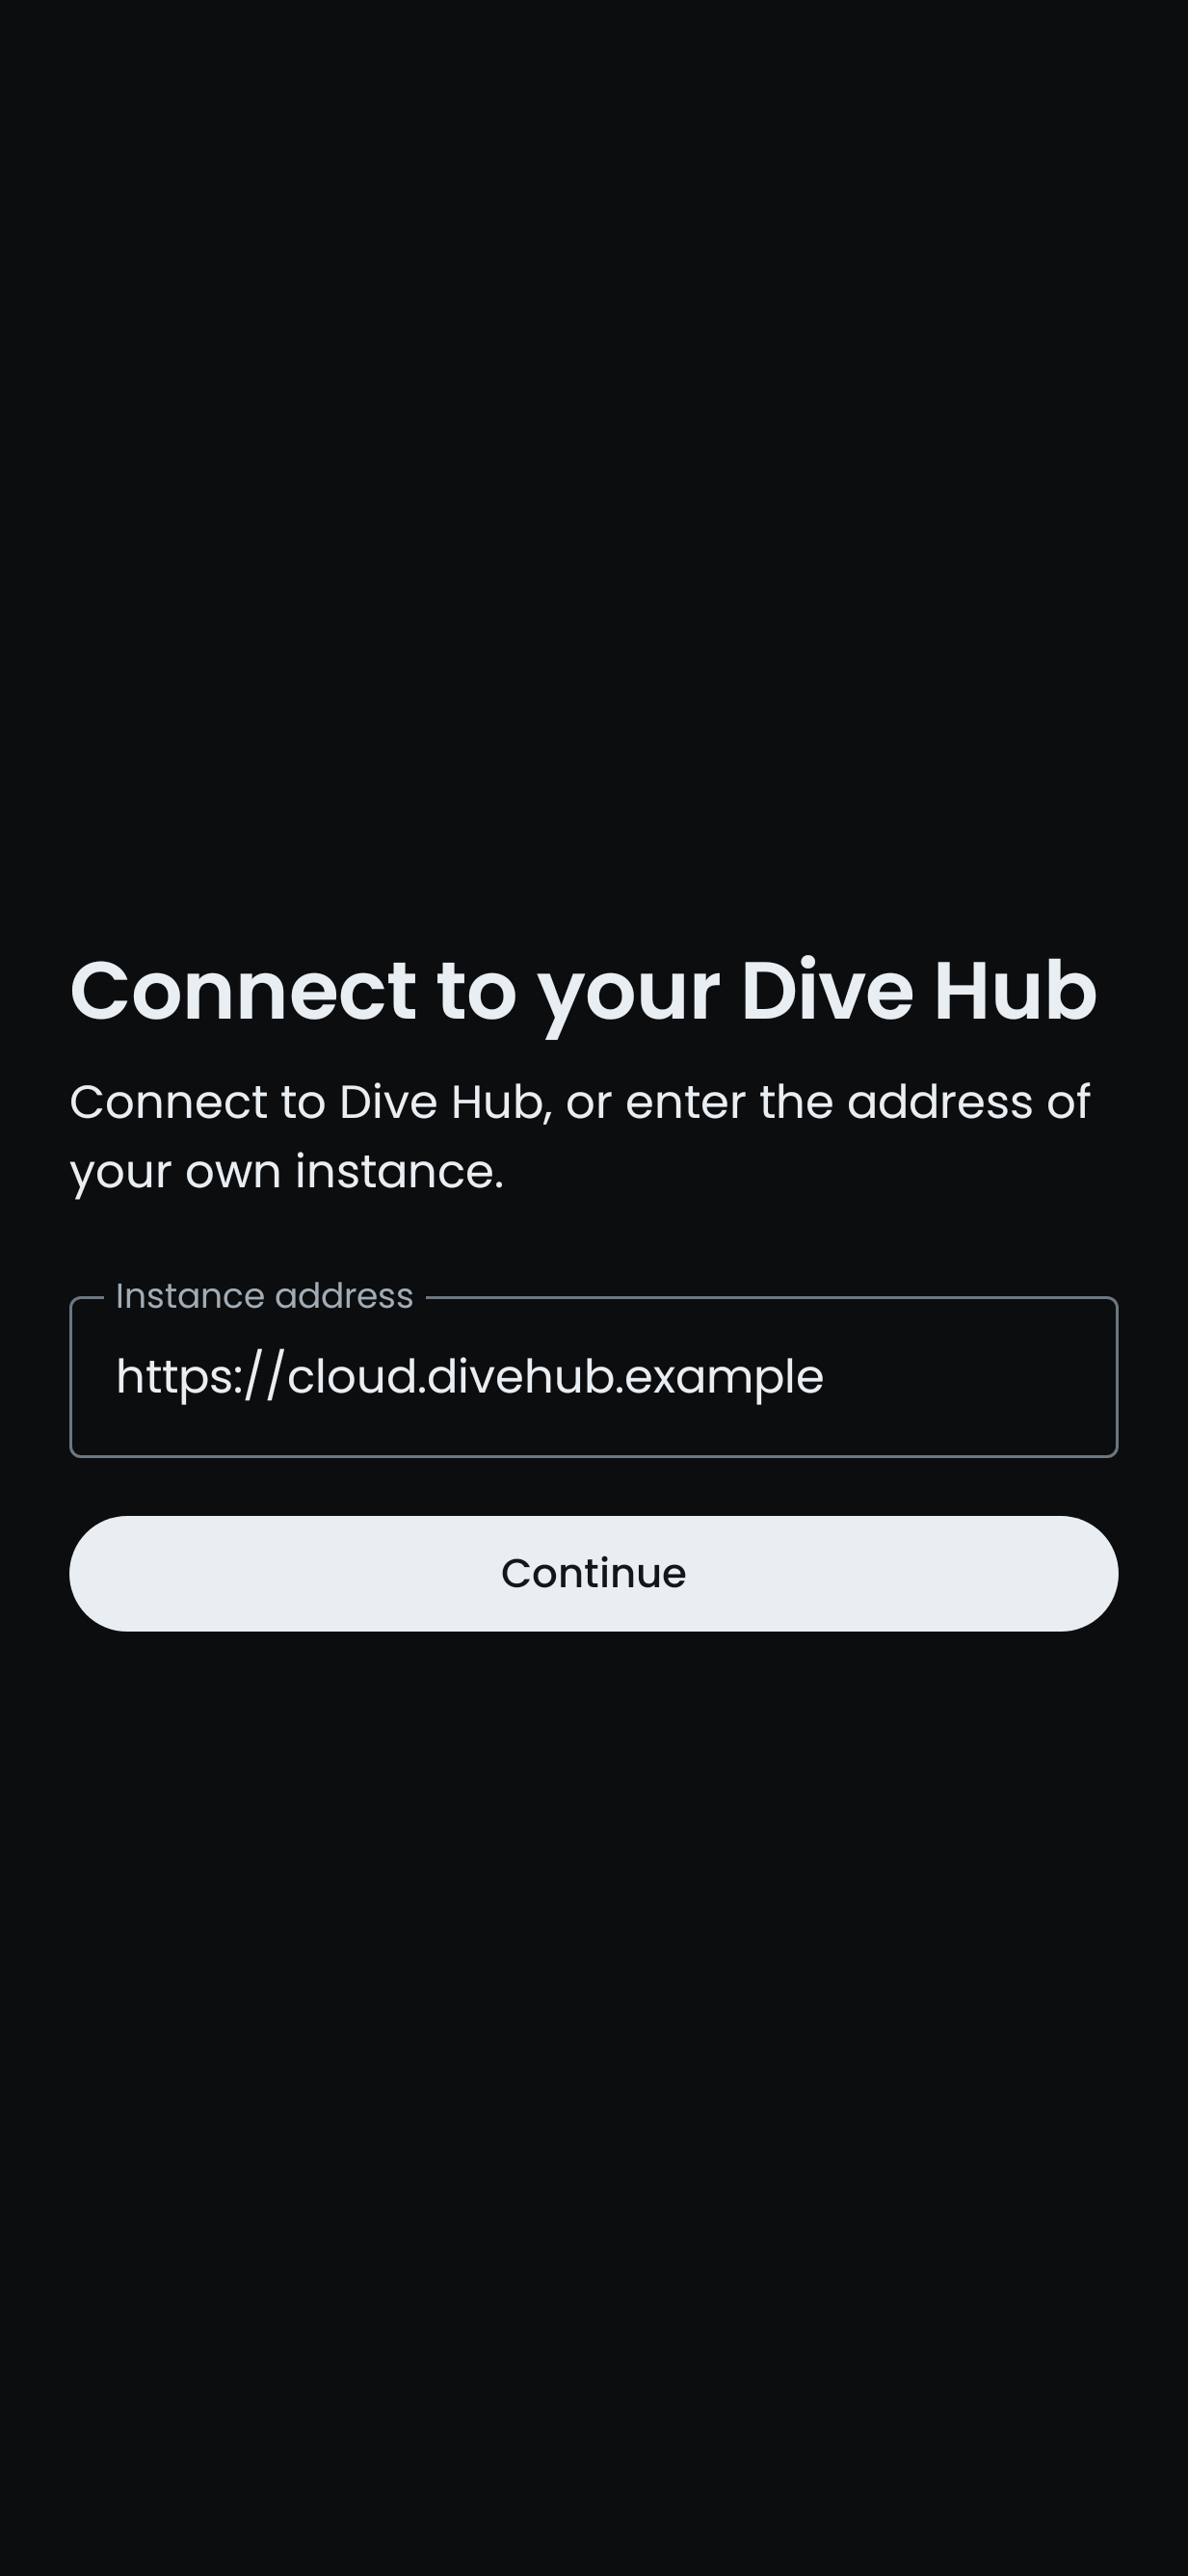 Connect to your Dive Hub
Connect to Dive Hub, or enter the address of
your own instance.
Instance address
https://cloud.divehub.example
Continue